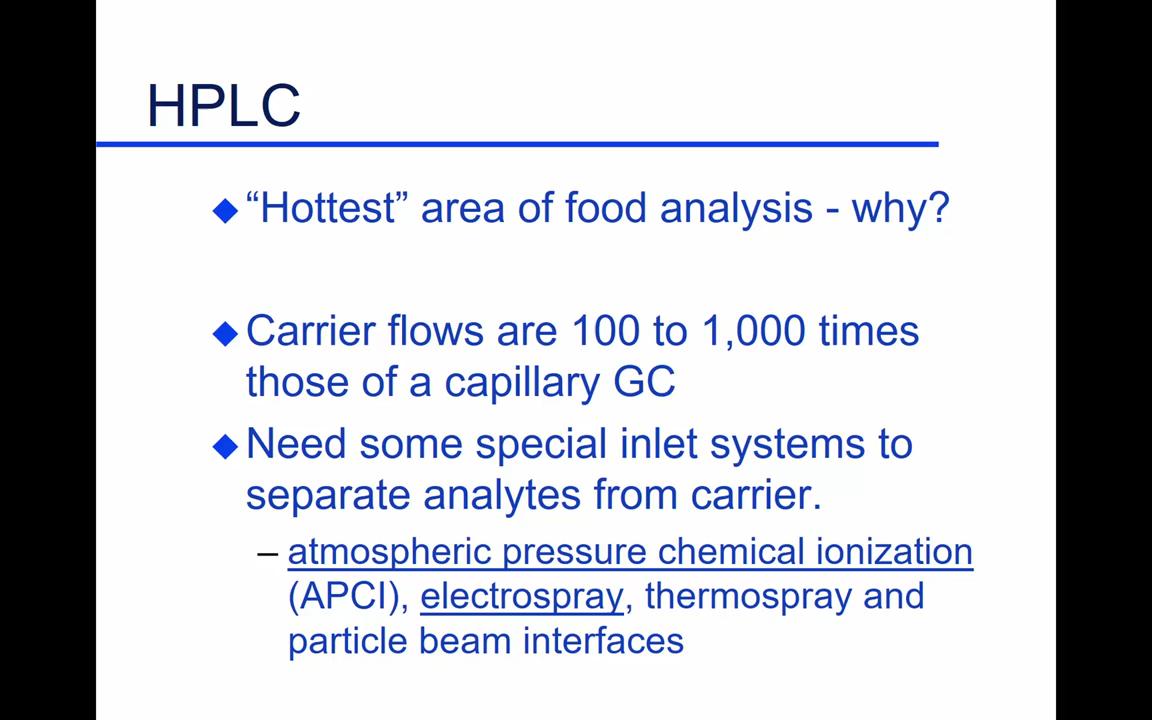 HPLC
“Hottest” area of food analysis - why?
Carrier flows are 100 to 1,000 times
those of a capillary GC
Need some special inlet systems to
separate analytes from carrier.
– atmospheric pressure chemical ionization
(APCI), electrospray, thermospray and
particle beam interfaces